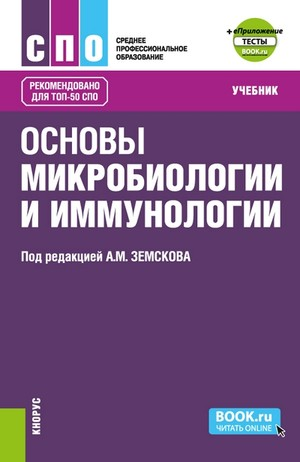 СПО
СРЕДНЕЕ
ПРОФЕССИОНАЛЬНОЕ
ОБРАЗОВАНИЕ
+ еПриложение
ТЕСТЫ
BOOK.ru
РЕКОМЕНДОВАНО
ДЛЯ ТОП-50 СПО
УЧЕБНИК
ОСНОВЫ
МИКРОБИОЛОГИИ
И ИММУНОЛОГИИ
Под редакцией А.М. ЗЕМСКОВА
КНОРУС
BOOK.ru
ЧИТАТЬ ONLINE